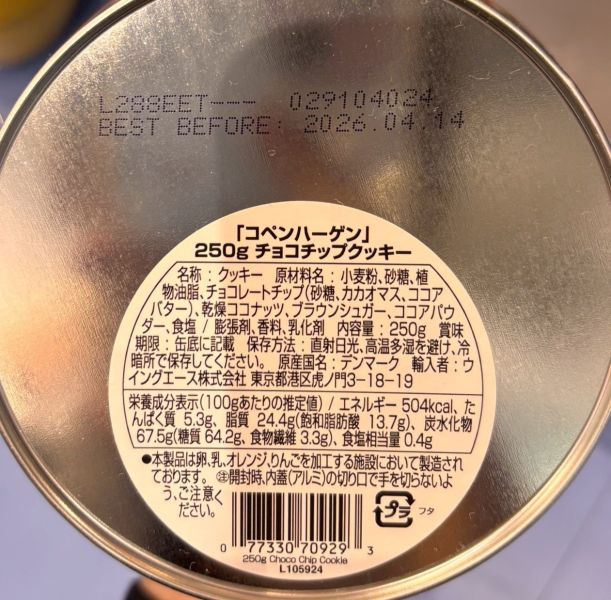 L288EET--- 029104024
BEST BEFORE: 2026.04.14
「コペンハーゲン」
250g チョコチップクッキー
名称 : クッキー 原材料名 : 小麦粉、砂糖、植
物油脂、チョコレートチップ(砂糖、カカオマス、ココア
バター)、乾燥ココナッツ、ブラウンシュガー、ココアパウ
ダー、食塩 / 膨張剤、香料、乳化剤 内容量 : 250g 賞味
期限 : 缶底に記載 保存方法 : 直射日光、高温多湿を避け、冷
暗所で保存してください。 原産国名 : デンマーク 輸入者 : ウ
イングエース株式会社 東京都港区虎ノ門3-18-19
栄養成分表示(100gあたりの推定値) / エネルギー 504kcal、た
んぱく質 5.3g、脂質 24.4g(飽和脂肪酸 13.7g)、炭水化物
67.5g(糖質 64.2g、食物繊維 3.3g)、食塩相当量 0.4g
●本製品は卵、乳、オレンジ、りんごを加工する施設において製造され
ております。 ㊟開封時、内蓋(アルミ)の切り口で手を切らないよ
う、ご注意く
ださい。
プラ フタ
0 77330 70929 3
250g Choco Chip Cookie
L105924